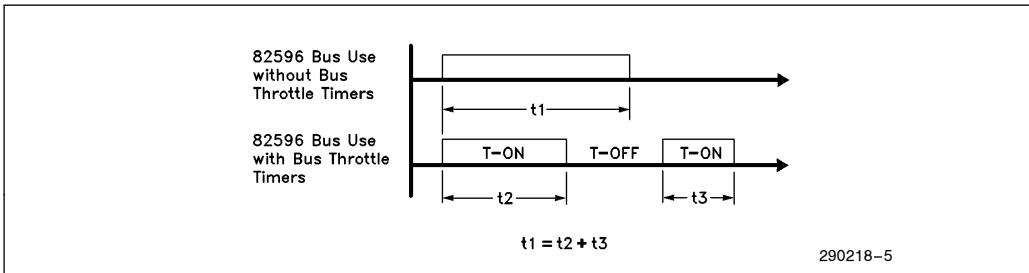 82596 Bus Use
without Bus
Throttle Timers
t1
82596 Bus Use
with Bus Throttle
Timers
T-ON
T-OFF
T-ON
t2
t3
t1 = t2 + t3
290218-5